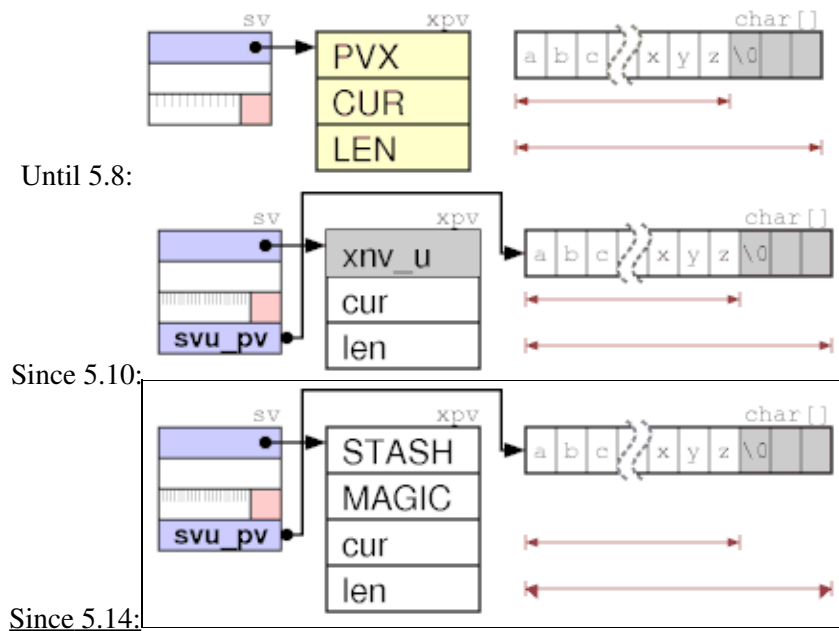 sv xpv char[]
PVX
a b c x y z \0
CUR
LEN
Until 5.8:
sv xpv char[]
xnv_u
a b c x y z \0
cur
svu_pv
len
Since 5.10:
sv xpv char[]
STASH
a b c x y z \0
MAGIC
svu_pv
cur
len
Since 5.14: